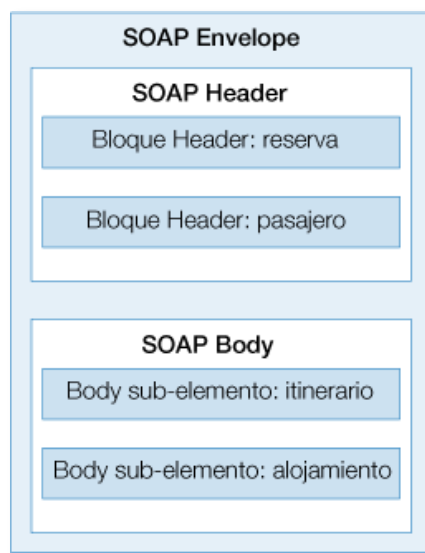 SOAP Envelope
SOAP Header
Bloque Header: reserva
Bloque Header: pasajero
SOAP Body
Body sub-elemento: itinerario
Body sub-elemento: alojamiento